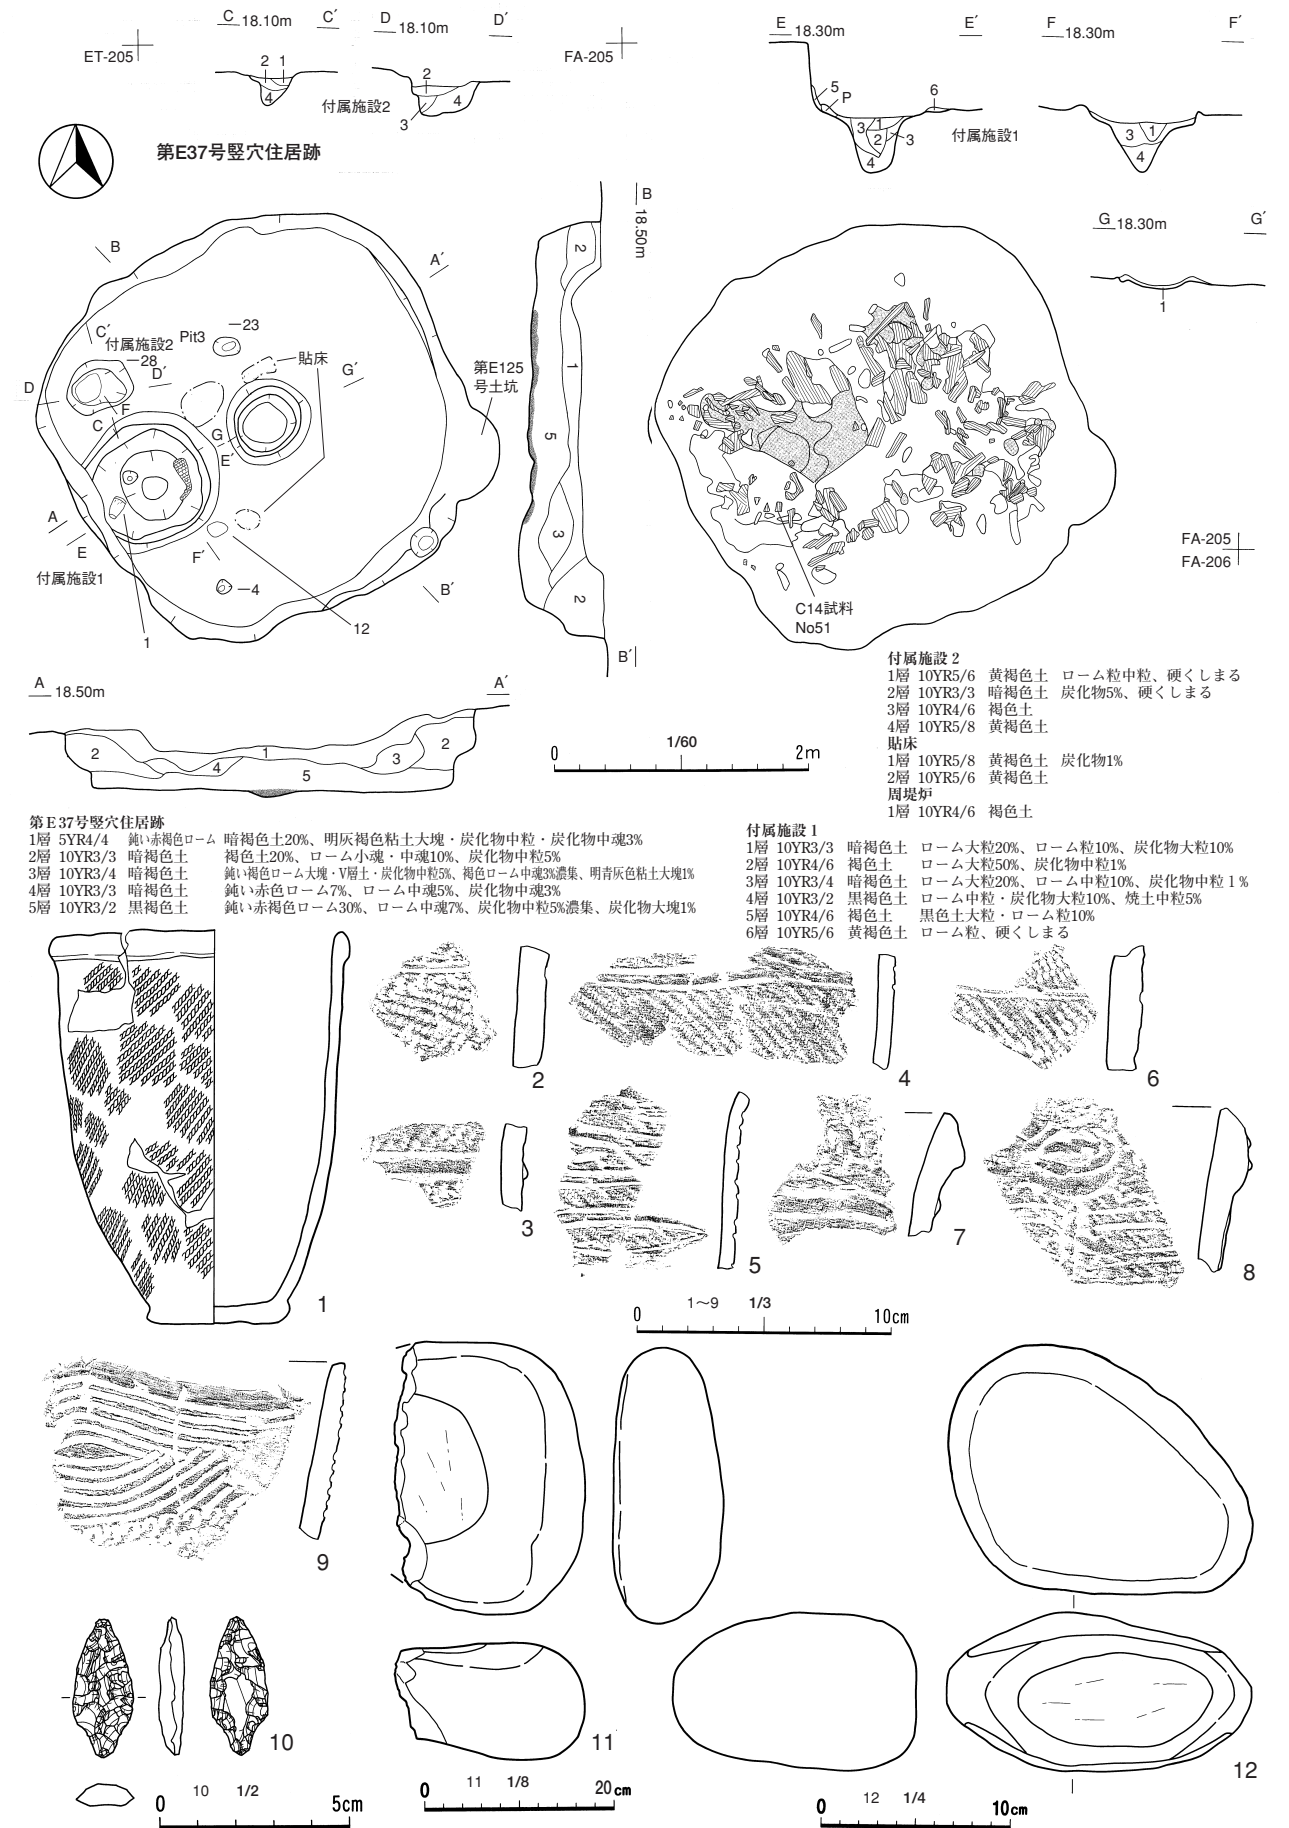 C 18.10m C′
D 18.10m D′
ET-205
2 1
4
2
4
3
付属施設2
FA-205
E 18.30m E′
F 18.30m F′
5
P
6
3 1
2
3
4
付属施設1
3 1
4
第E37号竪穴住居跡
B
18.50m
G 18.30m G′
1
B
A′
C′
付属施設2
Pit3
23
28
D′
貼床
G′
D
F
C
G
E′
第E125
号土坑
2
1
5
3
2
A
E
F′
付属施設1
4
B′
1
12
B′
FA-205
FA-206
C14試料
No51
A 18.50m A′
2
1
4
5
3
2
0 1/60 2m
付属施設2
1層 10YR5/6 黄褐色土 ローム粒中粒、硬くしまる
2層 10YR3/3 暗褐色土 炭化物5%、硬くしまる
3層 10YR4/6 褐色土
4層 10YR5/8 黄褐色土
貼床
1層 10YR5/8 黄褐色土 炭化物1%
2層 10YR5/6 黄褐色土
周堤炉
1層 10YR4/6 褐色土
第E37号竪穴住居跡
1層 5YR4/4 鈍い赤褐色ローム 暗褐色土20%、明灰褐色粘土大塊・炭化物中粒・炭化物中魂3%
2層 10YR3/3 暗褐色土 褐色土20%、ローム小魂・中魂10%、炭化物中粒5%
3層 10YR3/4 暗褐色土 鈍い褐色ローム大塊・V層土・炭化物中粒5%、褐色ローム中魂3%濃集、明青灰色粘土大塊1%
4層 10YR3/3 暗褐色土 鈍い赤色ローム7%、ローム中魂5%、炭化物中魂3%
5層 10YR3/2 黒褐色土 鈍い赤褐色ローム30%、ローム中魂7%、炭化物中粒5%濃集、炭化物大塊1%
付属施設1
1層 10YR3/3 暗褐色土 ローム大粒20%、ローム粒10%、炭化物大粒10%
2層 10YR4/6 褐色土 ローム大粒50%、炭化物中粒1%
3層 10YR3/4 暗褐色土 ローム大粒20%、ローム中粒10%、炭化物中粒1%
4層 10YR3/2 黒褐色土 ローム中粒・炭化物大粒10%、焼土中粒5%
5層 10YR4/6 褐色土 黒色土大粒・ローム粒10%
6層 10YR5/6 黄褐色土 ローム粒、硬くしまる
1
2
4
6
3
5
7
8
0 1〜9 1/3 10cm
9
10
11
12
0 10 1/2 5cm
0 11 1/8 20cm
0 12 1/4 10cm